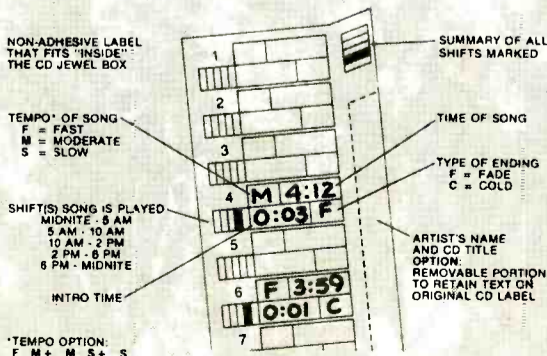 NON-ADHESIVE LABEL
THAT FITS "INSIDE"
THE CD JEWEL BOX
TEMPO* OF SONG
F = FAST
M = MODERATE
S = SLOW
SHIFT(S) SONG IS PLAYED
MIDNITE - 5 AM
5 AM - 10 AM
10 AM - 2 PM
2 PM - 6 PM
6 PM - MIDNITE
INTRO TIME
*TEMPO OPTION:
F M+ M S+ S
1
2
3
4
M 4:12
0:03 F
5
6
F 3:59
0:01 C
7
SUMMARY OF ALL
SHIFTS MARKED
TIME OF SONG
TYPE OF ENDING
F = FADE
C = COLD
ARTIST'S NAME
AND CD TITLE
OPTION:
REMOVABLE PORTION
TO RETAIN TEXT ON
ORIGINAL CD LABEL